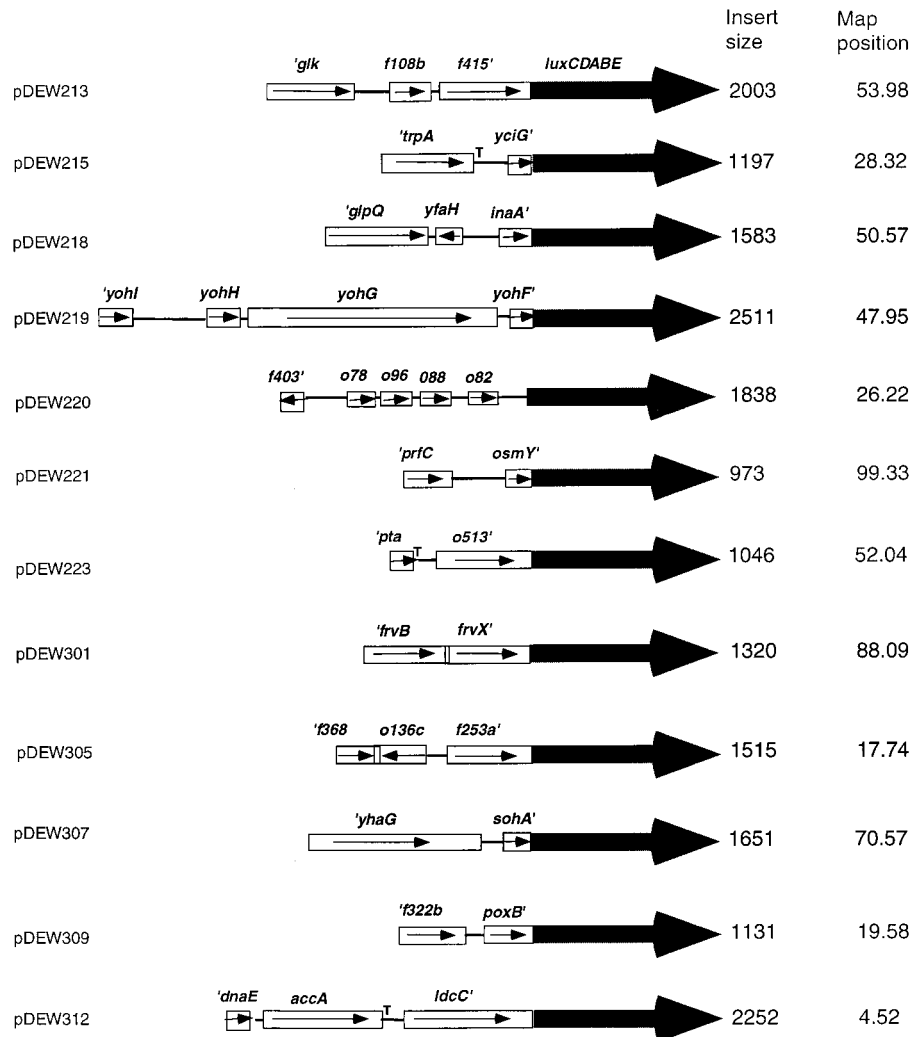 Insert size
Map position
'glk f108b f415' luxCDABE
pDEW213 2003 53.98
'trpA T yciG'
pDEW215 1197 28.32
'glpQ yfaH inaA'
pDEW218 1583 50.57
'yohI yohH yohG yohF'
pDEW219 2511 47.95
f403' o78 o96 088 o82
pDEW220 1838 26.22
'prfC osmY'
pDEW221 973 99.33
'pta T o513'
pDEW223 1046 52.04
'frvB frvX'
pDEW301 1320 88.09
'f368 o136c f253a'
pDEW305 1515 17.74
'yhaG sohA'
pDEW307 1651 70.57
'f322b poxB'
pDEW309 1131 19.58
'dnaE accA T ldcC'
pDEW312 2252 4.52